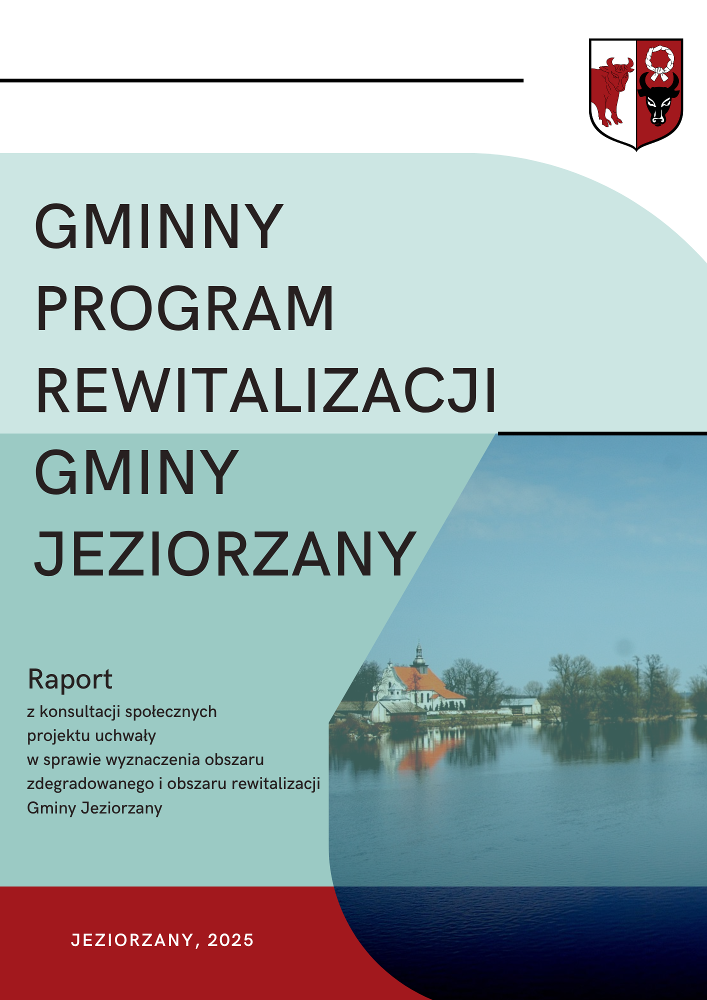 GMINNY
PROGRAM
REWITALIZACJI
GMINY
JEZIORZANY
Raport
z konsultacji społecznych
projektu uchwały
w sprawie wyznaczenia obszaru
zdegradowanego i obszaru rewitalizacji
Gminy Jeziorzany
JEZIORZANY, 2025